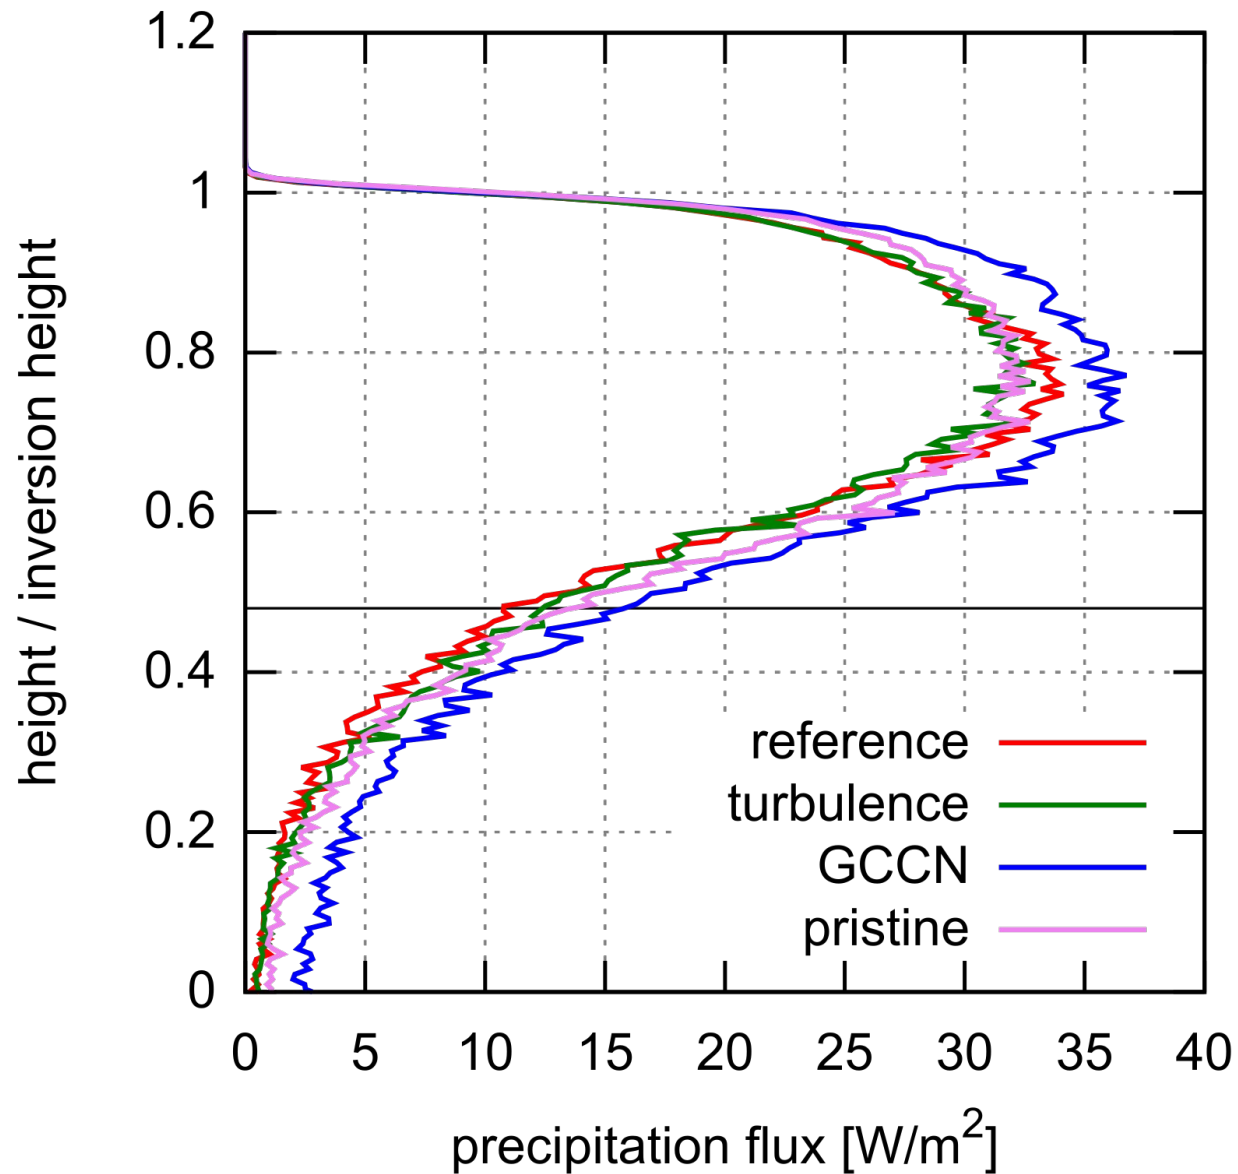 1.2
1
0.8
0.6
0.4
0.2
0
height / inversion height
reference
turbulence
GCCN
pristine
0 5 10 15 20 25 30 35 40
precipitation flux [W/m²]